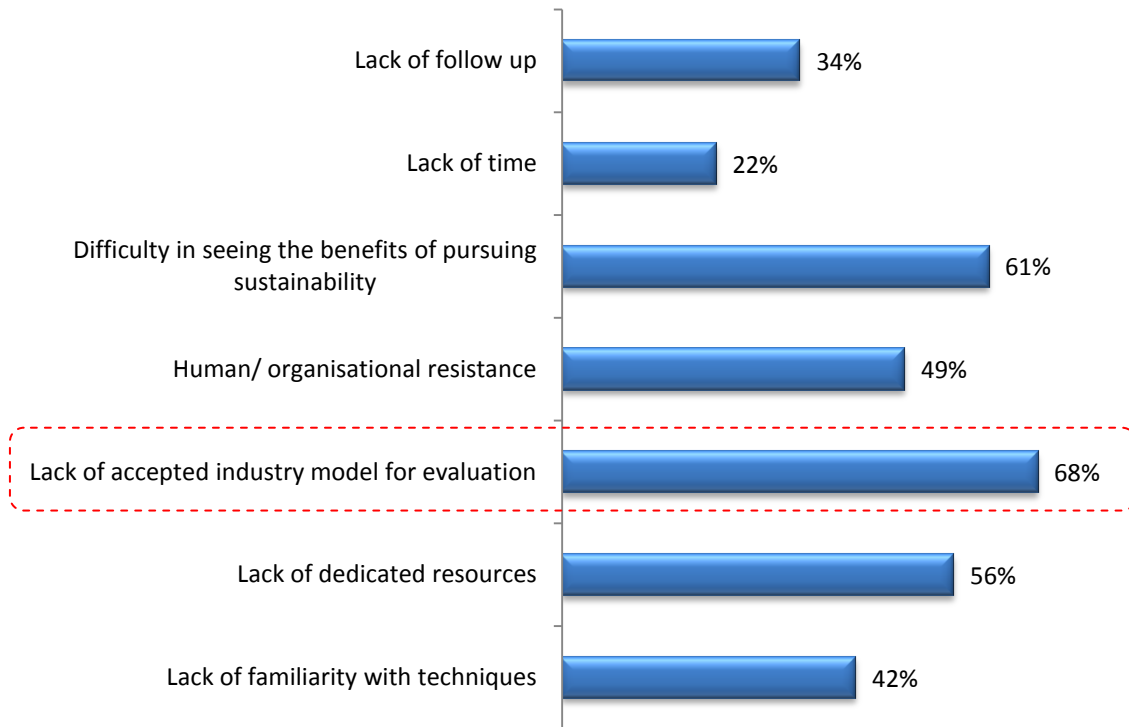 Lack of follow up
34%
Lack of time
22%
Difficulty in seeing the benefits of pursuing
sustainability
61%
Human/ organisational resistance
49%
Lack of accepted industry model for evaluation
68%
Lack of dedicated resources
56%
Lack of familiarity with techniques
42%